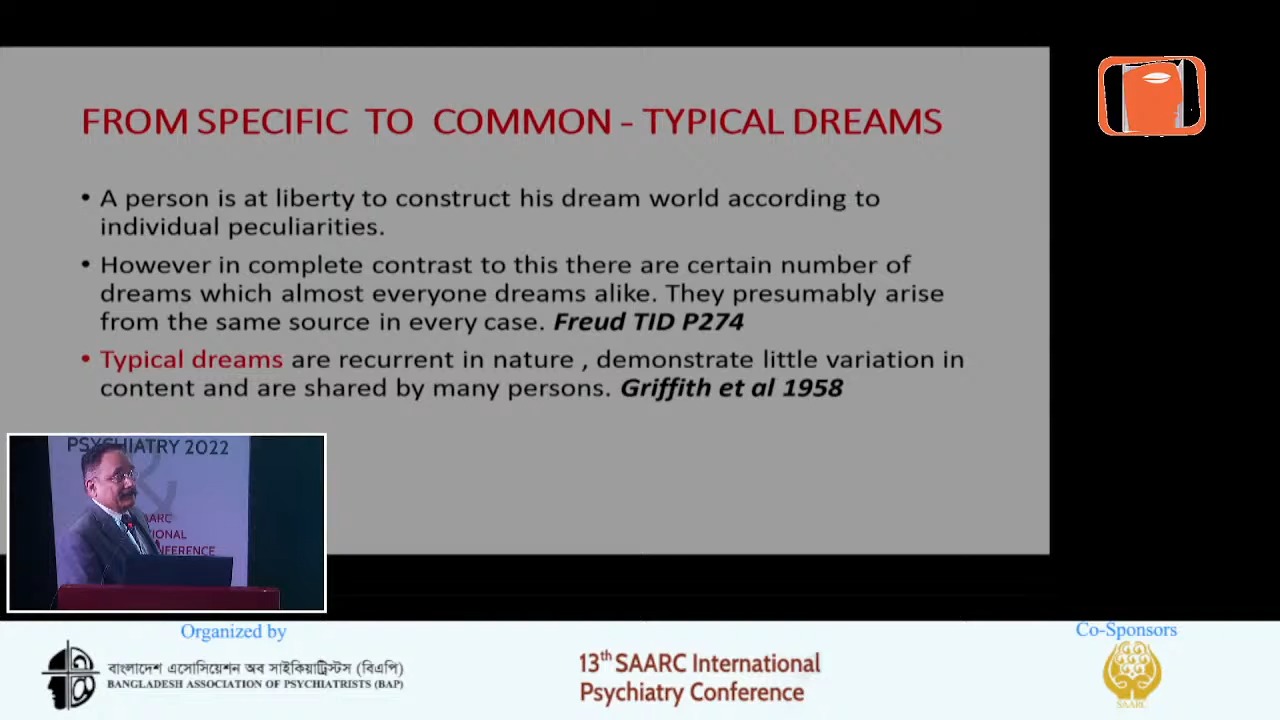 FROM SPECIFIC TO COMMON - TYPICAL DREAMS
• A person is at liberty to construct his dream world according to
individual peculiarities.
• However in complete contrast to this there are certain number of
dreams which almost everyone dreams alike. They presumably arise
from the same source in every case. Freud TID P274
• Typical dreams are recurrent in nature , demonstrate little variation in
content and are shared by many persons. Griffith et al 1958
PSYCHIATRY 2022
Organized by
বাংলাদেশ এসোসিয়েশন অব সাইকিয়াট্রিস্টস (বিএপি)
BANGLADESH ASSOCIATION OF PSYCHIATRISTS (BAP)
13th SAARC International
Psychiatry Conference
Co-Sponsors
SAARC